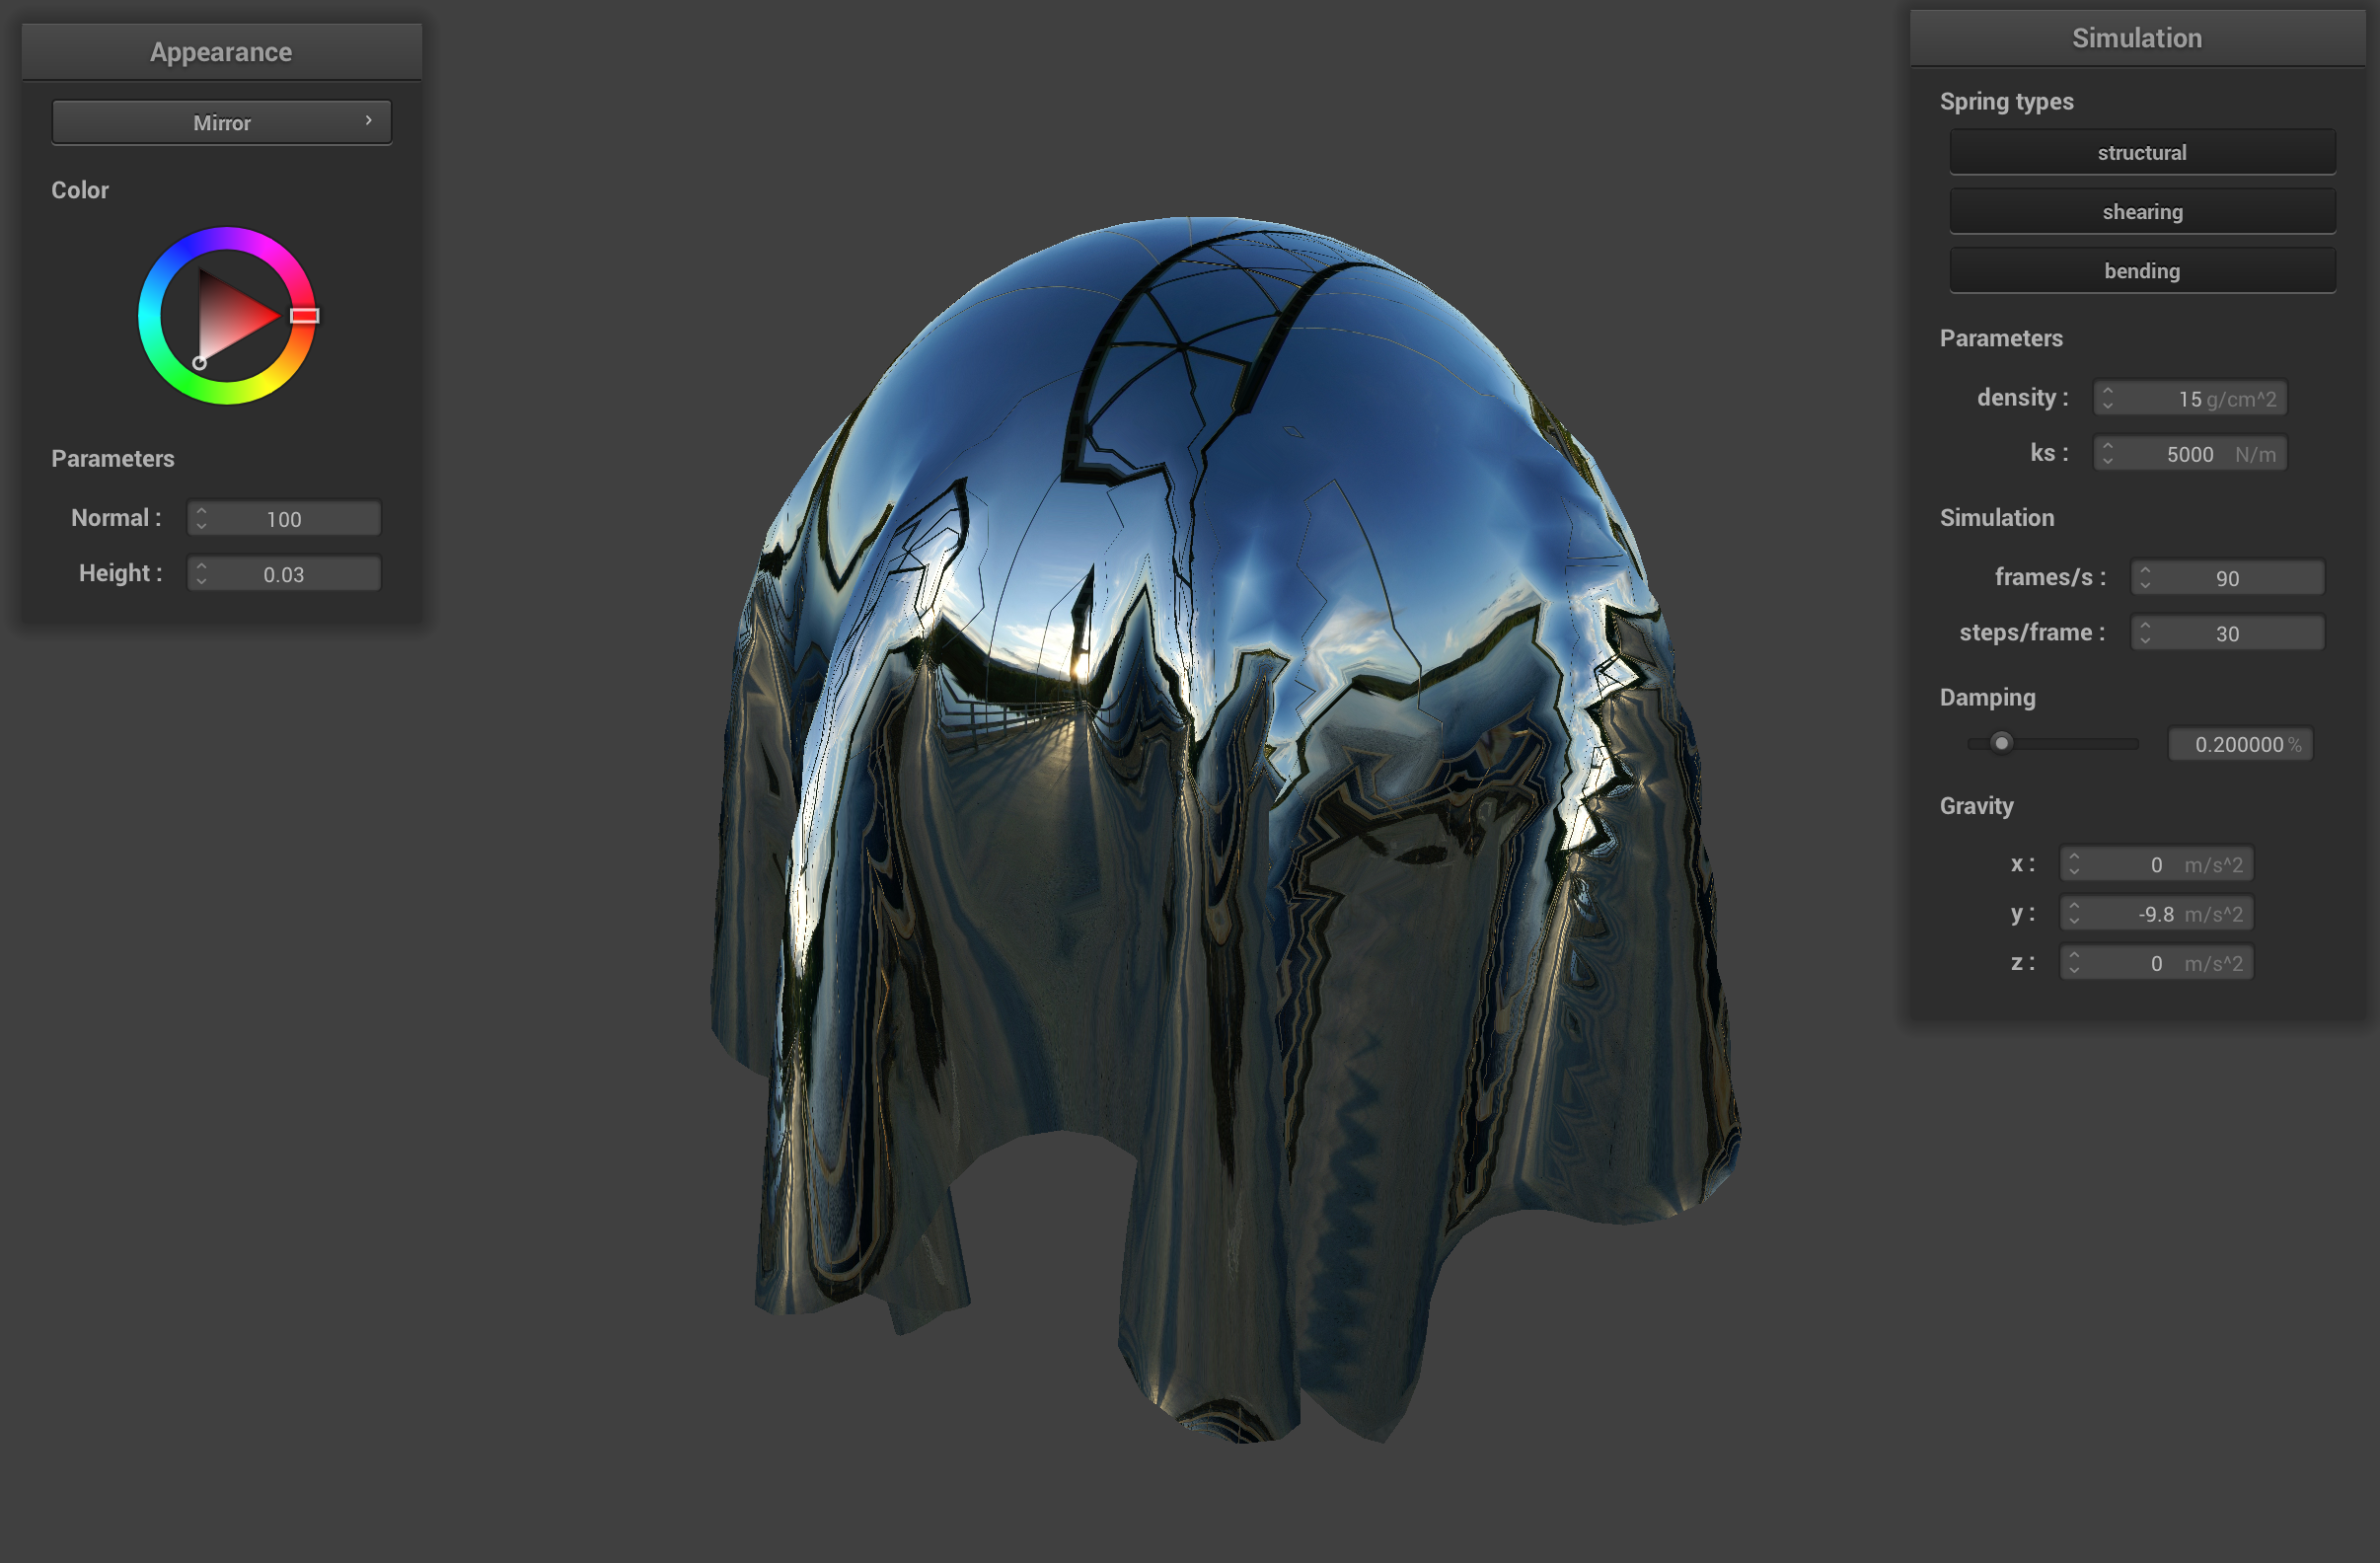 Appearance
Mirror
Color
Parameters
Normal : 100
Height : 0.03
Simulation
Spring types
structural
shearing
bending
Parameters
density : 15 g/cm^2
ks : 5000 N/m
Simulation
frames/s : 90
steps/frame : 30
Damping
0.200000 %
Gravity
x : 0 m/s^2
y : -9.8 m/s^2
z : 0 m/s^2